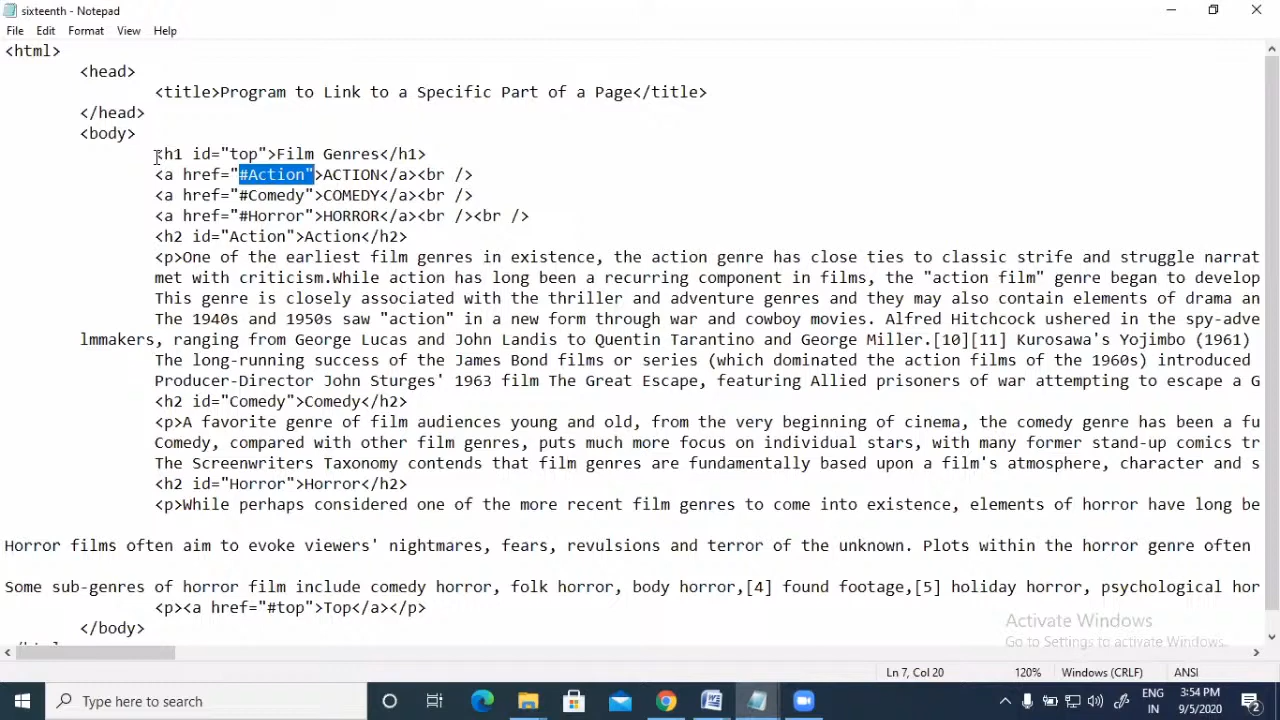 sixteenth - Notepad
File Edit Format View Help
<html>
<head>
<title>Program to Link to a Specific Part of a Page</title>
</head>
<body>
<h1 id="top">Film Genres</h1>
<a href="#Action">ACTION</a><br />
<a href="#Comedy">COMEDY</a><br />
<a href="#Horror">HORROR</a><br /><br />
<h2 id="Action">Action</h2>
<p>One of the earliest film genres in existence, the action genre has close ties to classic strife and struggle narrat
met with criticism.While action has long been a recurring component in films, the "action film" genre began to develop
This genre is closely associated with the thriller and adventure genres and they may also contain elements of drama an
The 1940s and 1950s saw "action" in a new form through war and cowboy movies. Alfred Hitchcock ushered in the spy-adve
lmmakers, ranging from George Lucas and John Landis to Quentin Tarantino and George Miller.[10][11] Kurosawa's Yojimbo (1961)
The long-running success of the James Bond films or series (which dominated the action films of the 1960s) introduced
Producer-Director John Sturges' 1963 film The Great Escape, featuring Allied prisoners of war attempting to escape a G
<h2 id="Comedy">Comedy</h2>
<p>A favorite genre of film audiences young and old, from the very beginning of cinema, the comedy genre has been a fu
Comedy, compared with other film genres, puts much more focus on individual stars, with many former stand-up comics tr
The Screenwriters Taxonomy contends that film genres are fundamentally based upon a film's atmosphere, character and s
<h2 id="Horror">Horror</h2>
<p>While perhaps considered one of the more recent film genres to come into existence, elements of horror have long be
Horror films often aim to evoke viewers' nightmares, fears, revulsions and terror of the unknown. Plots within the horror genre often
Some sub-genres of horror film include comedy horror, folk horror, body horror,[4] found footage,[5] holiday horror, psychological hor
<p><a href="#top">Top</a></p>
</body>
Activate Windows
Go to Settings to activate Windows.
Ln 7, Col 20 120% Windows (CRLF) ANSI
Type here to search
ENG
IN
3:54 PM
9/5/2020
2